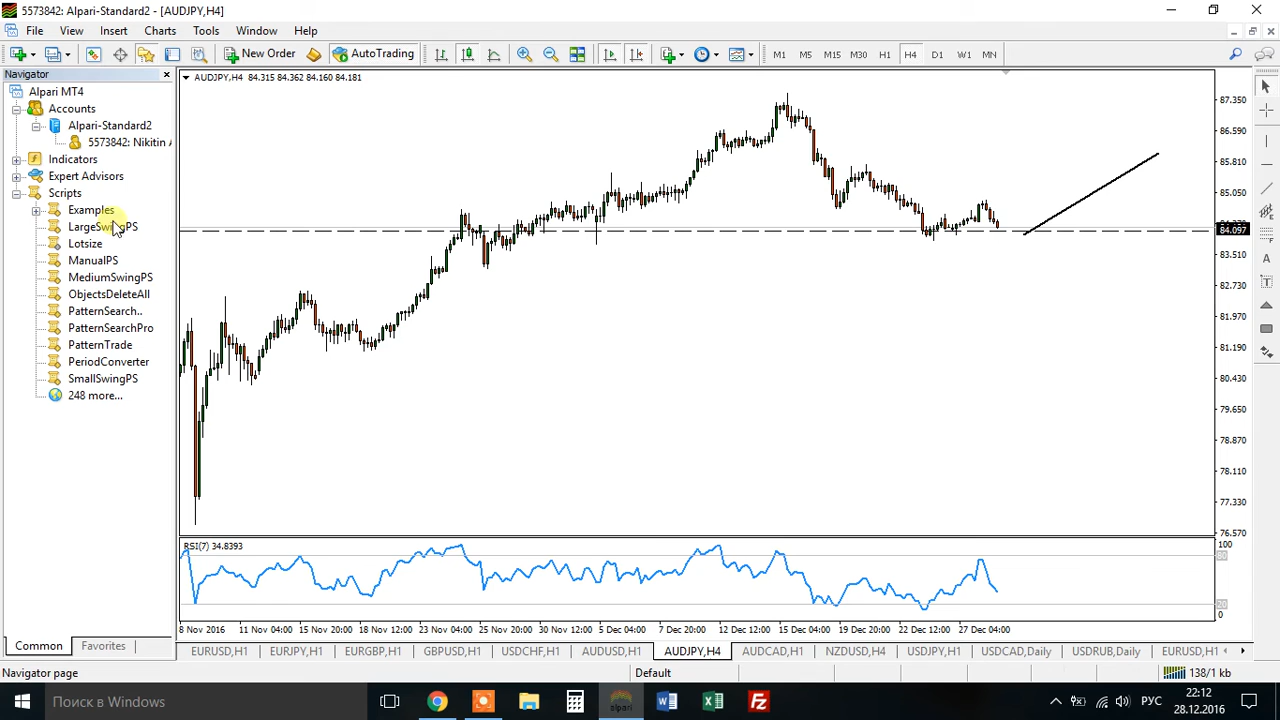 5573842: Alpari-Standard2 - [AUDJPY,H4]
File View Insert Charts Tools Window Help
New Order AutoTrading M1 M5 M15 M30 H1 H4 D1 W1 MN
Navigator
Alpari MT4
Accounts
Alpari-Standard2
5573842: Nikitin A
Indicators
Expert Advisors
Scripts
Examples
LargeSwingPS
Lotsize
ManualPS
MediumSwingPS
ObjectsDeleteAll
PatternSearch..
PatternSearchPro
PatternTrade
PeriodConverter
SmallSwingPS
248 more...
Common Favorites
AUDJPY,H4 84.315 84.362 84.160 84.181
87.350
86.590
85.810
85.050
84.097
83.510
82.730
81.970
81.190
80.430
79.650
78.870
78.110
77.330
76.570
RSI(7) 34.8393
100
80
20
0
8 Nov 2016 11 Nov 04:00 15 Nov 20:00 18 Nov 12:00 23 Nov 04:00 25 Nov 20:00 30 Nov 12:00 5 Dec 04:00 7 Dec 20:00 12 Dec 12:00 15 Dec 04:00 19 Dec 20:00 22 Dec 12:00 27 Dec 04:00
EURUSD,H1 EURJPY,H1 EURGBP,H1 GBPUSD,H1 USDCHF,H1 AUDUSD,H1 AUDJPY,H4 AUDCAD,H1 NZDUSD,H4 USDJPY,H1 USDCAD,Daily USDRUB,Daily EURUSD,H1
Navigator page Default 138/1 kb
Поиск в Windows
alpari
РУС
22:12
28.12.2016